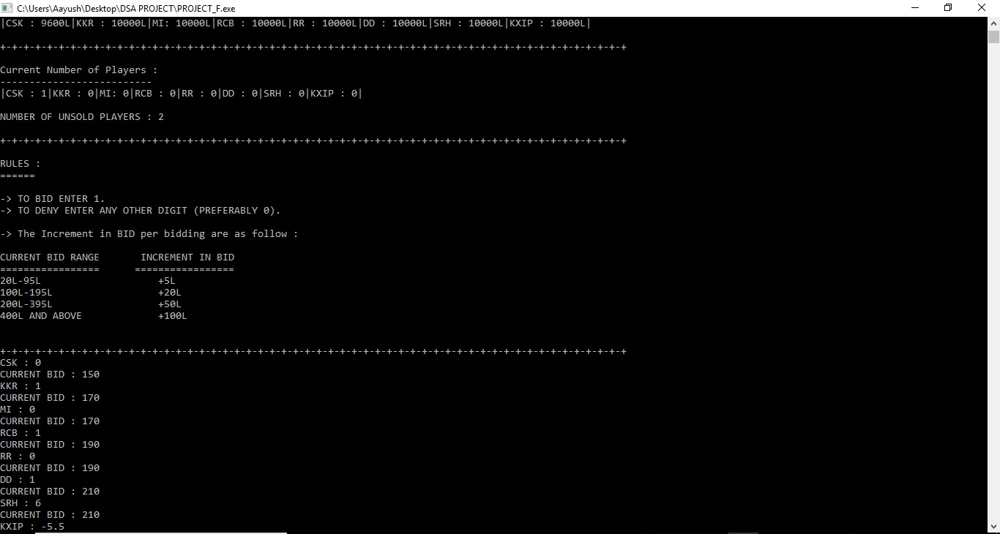 C:\Users\Aayush\Desktop\DSA PROJECT\PROJECT_F.exe
|CSK : 9600L|KKR : 10000L|MI: 10000L|RCB : 10000L|RR : 10000L|DD : 10000L|SRH : 10000L|KXIP : 10000L|
+-+-+-+-+-+-+-+-+-+-+-+-+-+-+-+-+-+-+-+-+-+-+-+-+-+-+-+-+-+-+-+-+-+-+-+-+-+-+-+-+-+-+-+-+-+-+-+-+-+-+-+-+-+
Current Number of Players :
--------------------------
|CSK : 1|KKR : 0|MI: 0|RCB : 0|RR : 0|DD : 0|SRH : 0|KXIP : 0|
NUMBER OF UNSOLD PLAYERS : 2
+-+-+-+-+-+-+-+-+-+-+-+-+-+-+-+-+-+-+-+-+-+-+-+-+-+-+-+-+-+-+-+-+-+-+-+-+-+-+-+-+-+-+-+-+-+-+-+-+-+-+-+-+-+
RULES :
======
-> TO BID ENTER 1.
-> TO DENY ENTER ANY OTHER DIGIT (PREFERABLY 0).
-> The Increment in BID per bidding are as follow :
CURRENT BID RANGE       INCREMENT IN BID
=================      =================
20L-95L                    +5L
100L-195L                  +20L
200L-395L                  +50L
400L AND ABOVE             +100L
+-+-+-+-+-+-+-+-+-+-+-+-+-+-+-+-+-+-+-+-+-+-+-+-+-+-+-+-+-+-+-+-+-+-+-+-+-+-+-+-+-+-+-+-+-+-+-+-+-+-+-+-+-+
CSK : 0
CURRENT BID : 150
KKR : 1
CURRENT BID : 170
MI : 0
CURRENT BID : 170
RCB : 1
CURRENT BID : 190
RR : 0
CURRENT BID : 190
DD : 1
CURRENT BID : 210
SRH : 6
CURRENT BID : 210
KXIP : -5.5